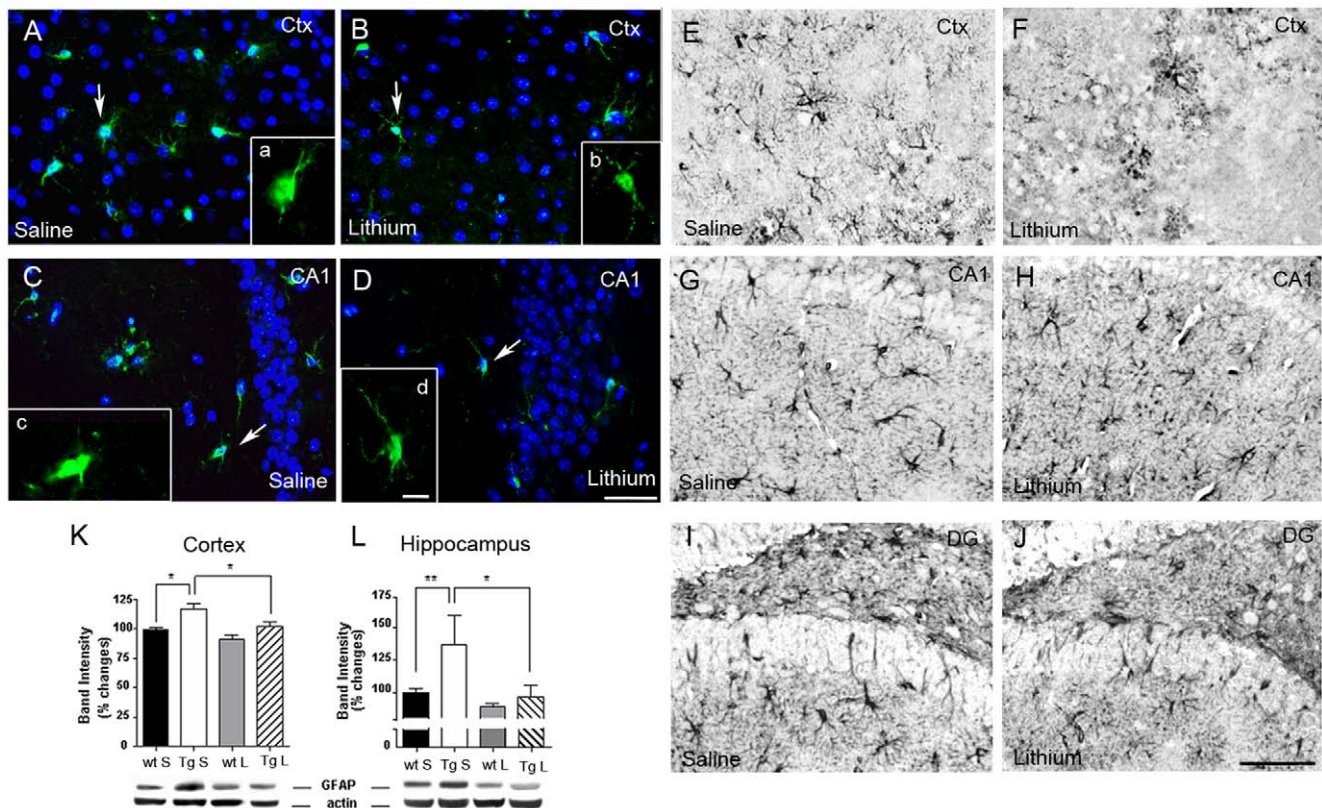 A
Ctx
a
Saline
B
Ctx
b
Lithium
C
CA1
c
Saline
D
CA1
d
Lithium
E
Ctx
Saline
F
Ctx
Lithium
G
CA1
Saline
H
CA1
Lithium
I
DG
Saline
J
DG
Lithium
K
Cortex
* *
Band Intensity
(% changes)
125
100
75
50
25
0
wt S Tg S wt L Tg L
L
Hippocampus
** *
Band Intensity
(% changes)
175
150
125
100
0
wt S Tg S wt L Tg L
GFAP
actin